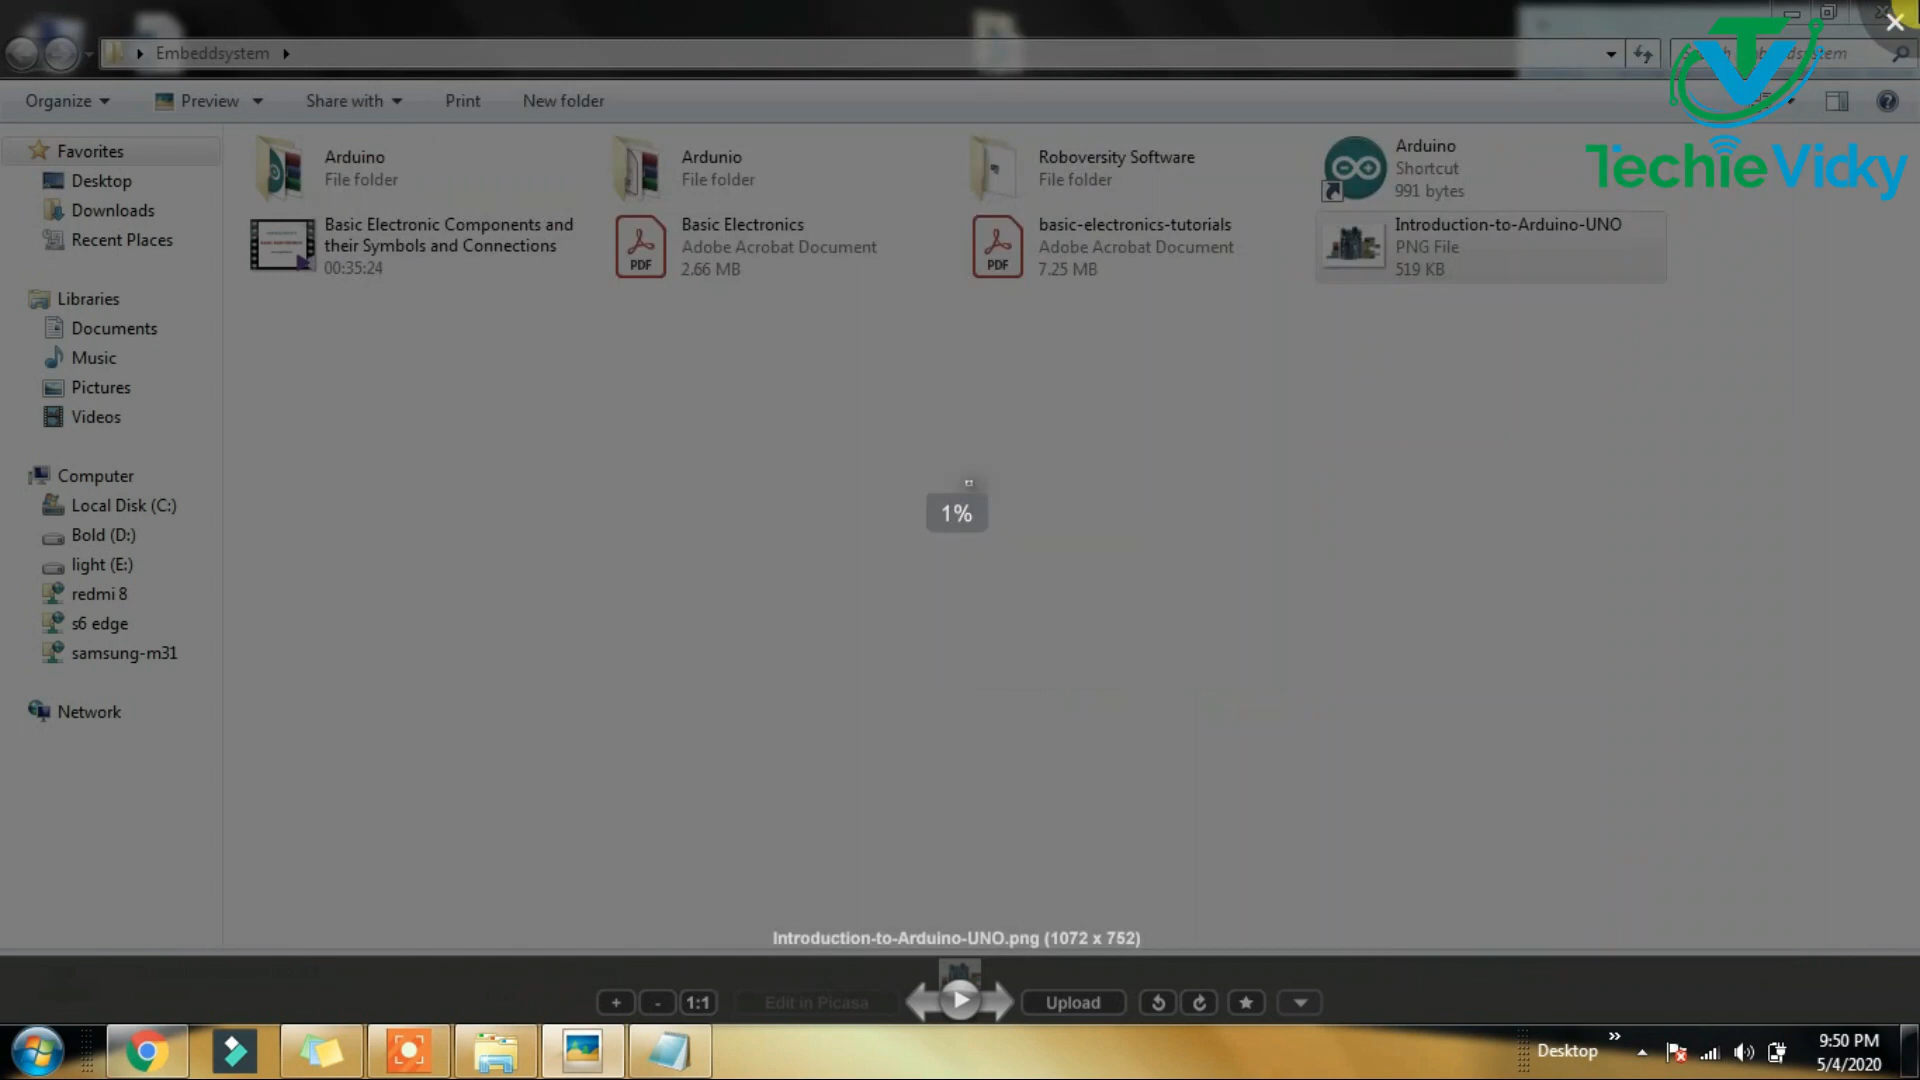 Embeddsystem
Organize
Preview
Share with
Print
New folder
TV
TechieVicky
Favorites
Desktop
Downloads
Recent Places
Libraries
Documents
Music
Pictures
Videos
Computer
Local Disk (C:)
Bold (D:)
light (E:)
redmi 8
s6 edge
samsung-m31
Network
Arduino
File folder
Ardunio
File folder
Roboversity Software
File folder
Arduino
Shortcut
991 bytes
Basic Electronic Components and
their Symbols and Connections
00:35:24
PDF
Basic Electronics
Adobe Acrobat Document
2.66 MB
PDF
basic-electronics-tutorials
Adobe Acrobat Document
7.25 MB
Introduction-to-Arduino-UNO
PNG File
519 KB
1%
Introduction-to-Arduino-UNO.png (1072 x 752)
+
-
1:1
Edit in Picasa
Upload
Desktop
9:50 PM
5/4/2020